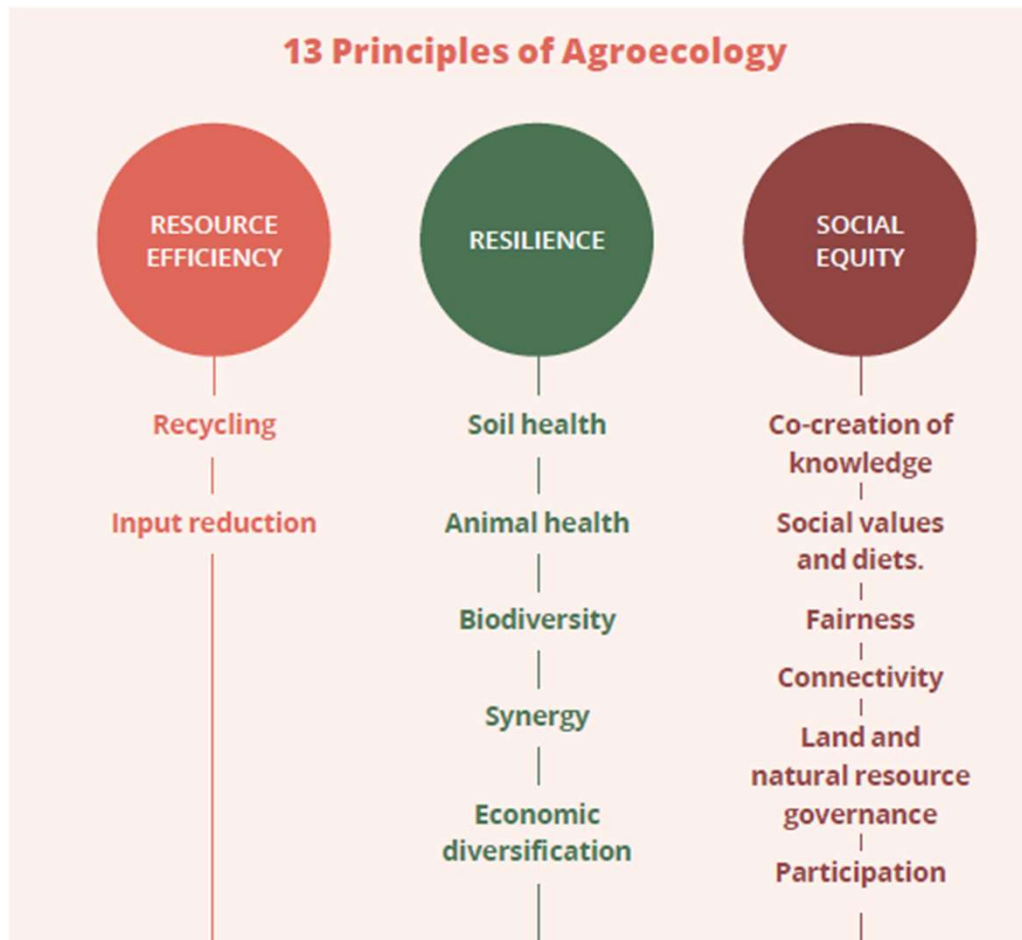 13 Principles of Agroecology
RESOURCE
EFFICIENCY
Recycling
Input reduction
RESILIENCE
Soil health
Animal health
Biodiversity
Synergy
Economic
diversification
SOCIAL
EQUITY
Co-creation of
knowledge
Social values
and diets.
Fairness
Connectivity
Land and
natural resource
governance
Participation